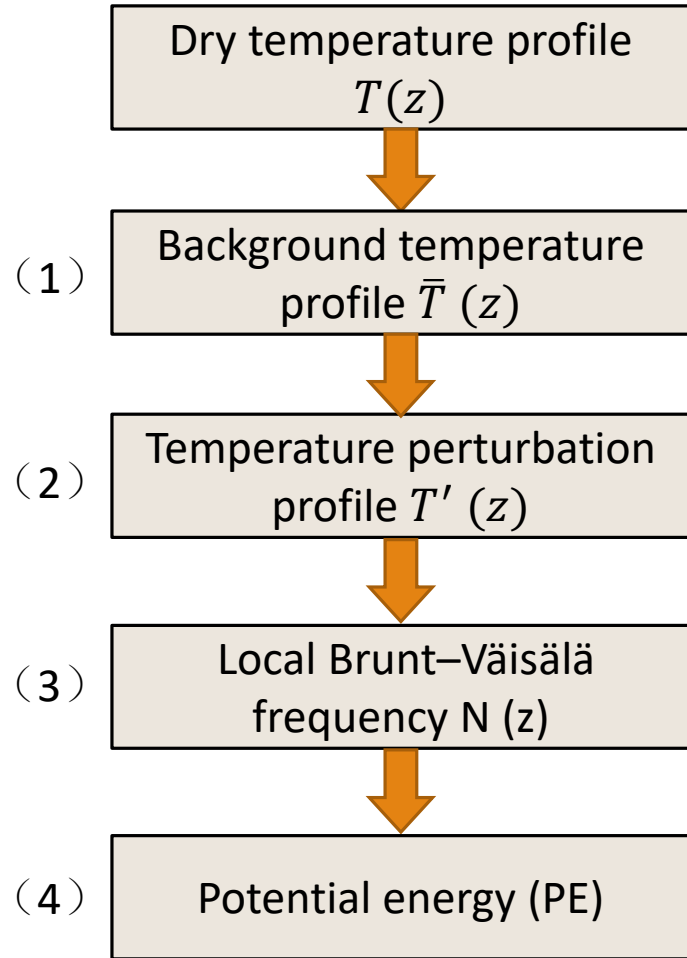 Dry temperature profile
T(z)
（1）
Background temperature
profile T̄ (z)
（2）
Temperature perturbation
profile T′ (z)
（3）
Local Brunt–Väisälä
frequency N (z)
（4）
Potential energy (PE)